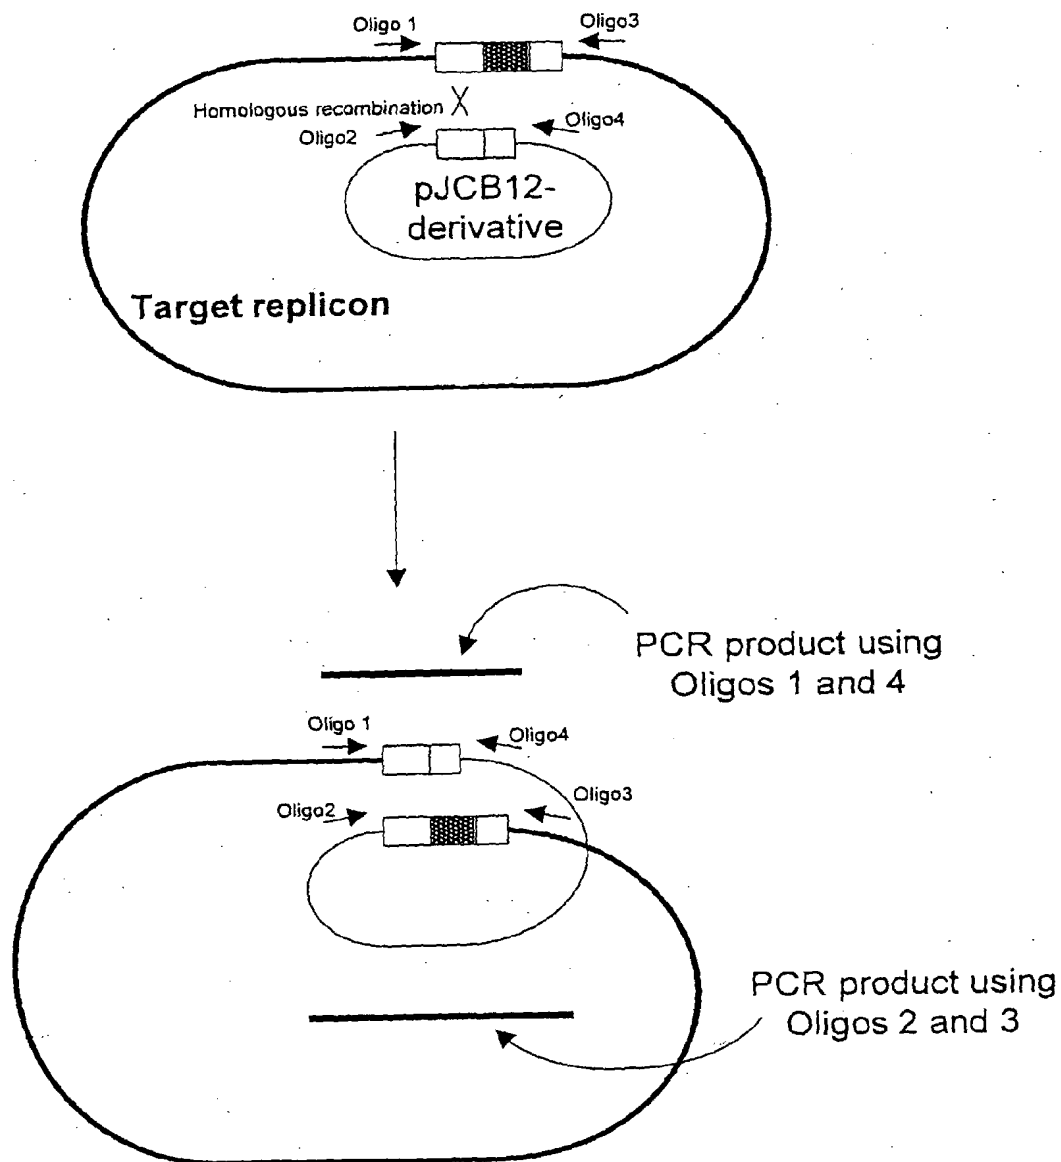 Oligo 1
Oligo3
Homologous recombination
Oligo2
Oligo4
pJCB12-
derivative
Target replicon
PCR product using
Oligos 1 and 4
Oligo 1
Oligo4
Oligo2
Oligo3
PCR product using
Oligos 2 and 3